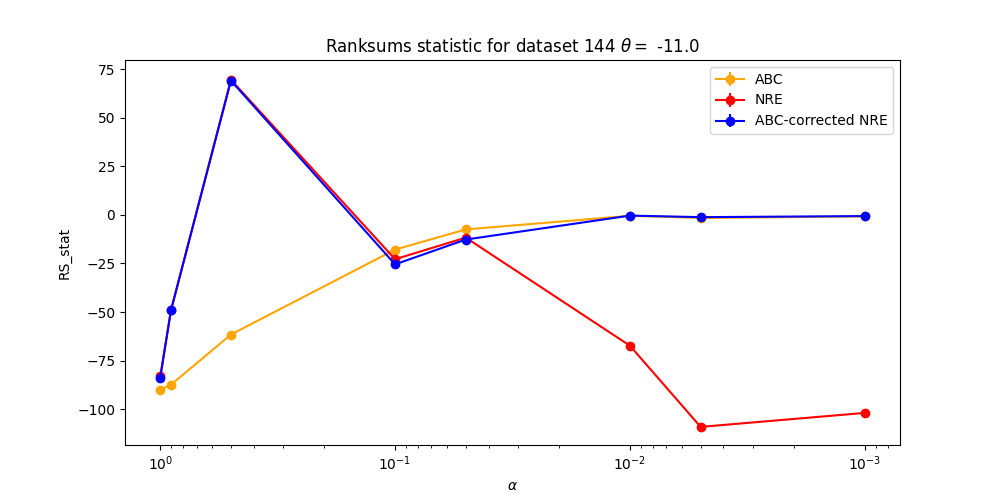 Ranksums statistic for dataset 144 θ = -11.0
ABC
NRE
ABC-corrected NRE
RS_stat
75
50
25
0
−25
−50
−75
−100
10⁰
10⁻¹
10⁻²
10⁻³
α